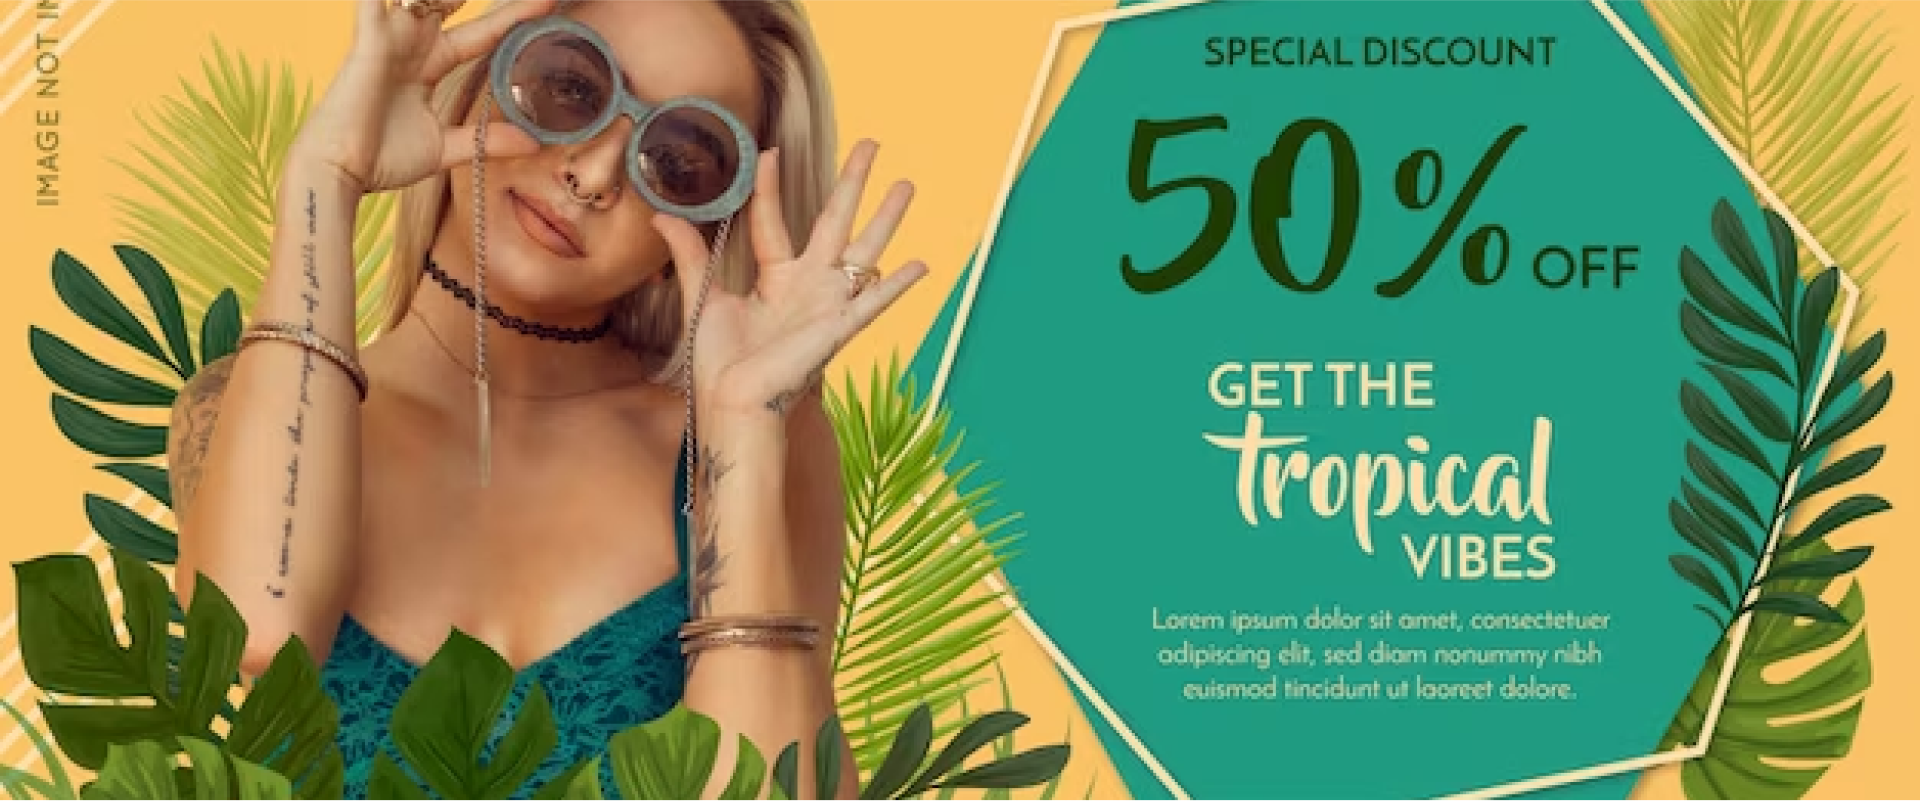 IMAGE NOT
SPECIAL DISCOUNT
50% OFF
GET THE
tropical
VIBES
Lorem ipsum dolor sit amet, consectetuer
adipiscing elit, sed diam nonummy nibh
euismod tincidunt ut laoreet dolore.